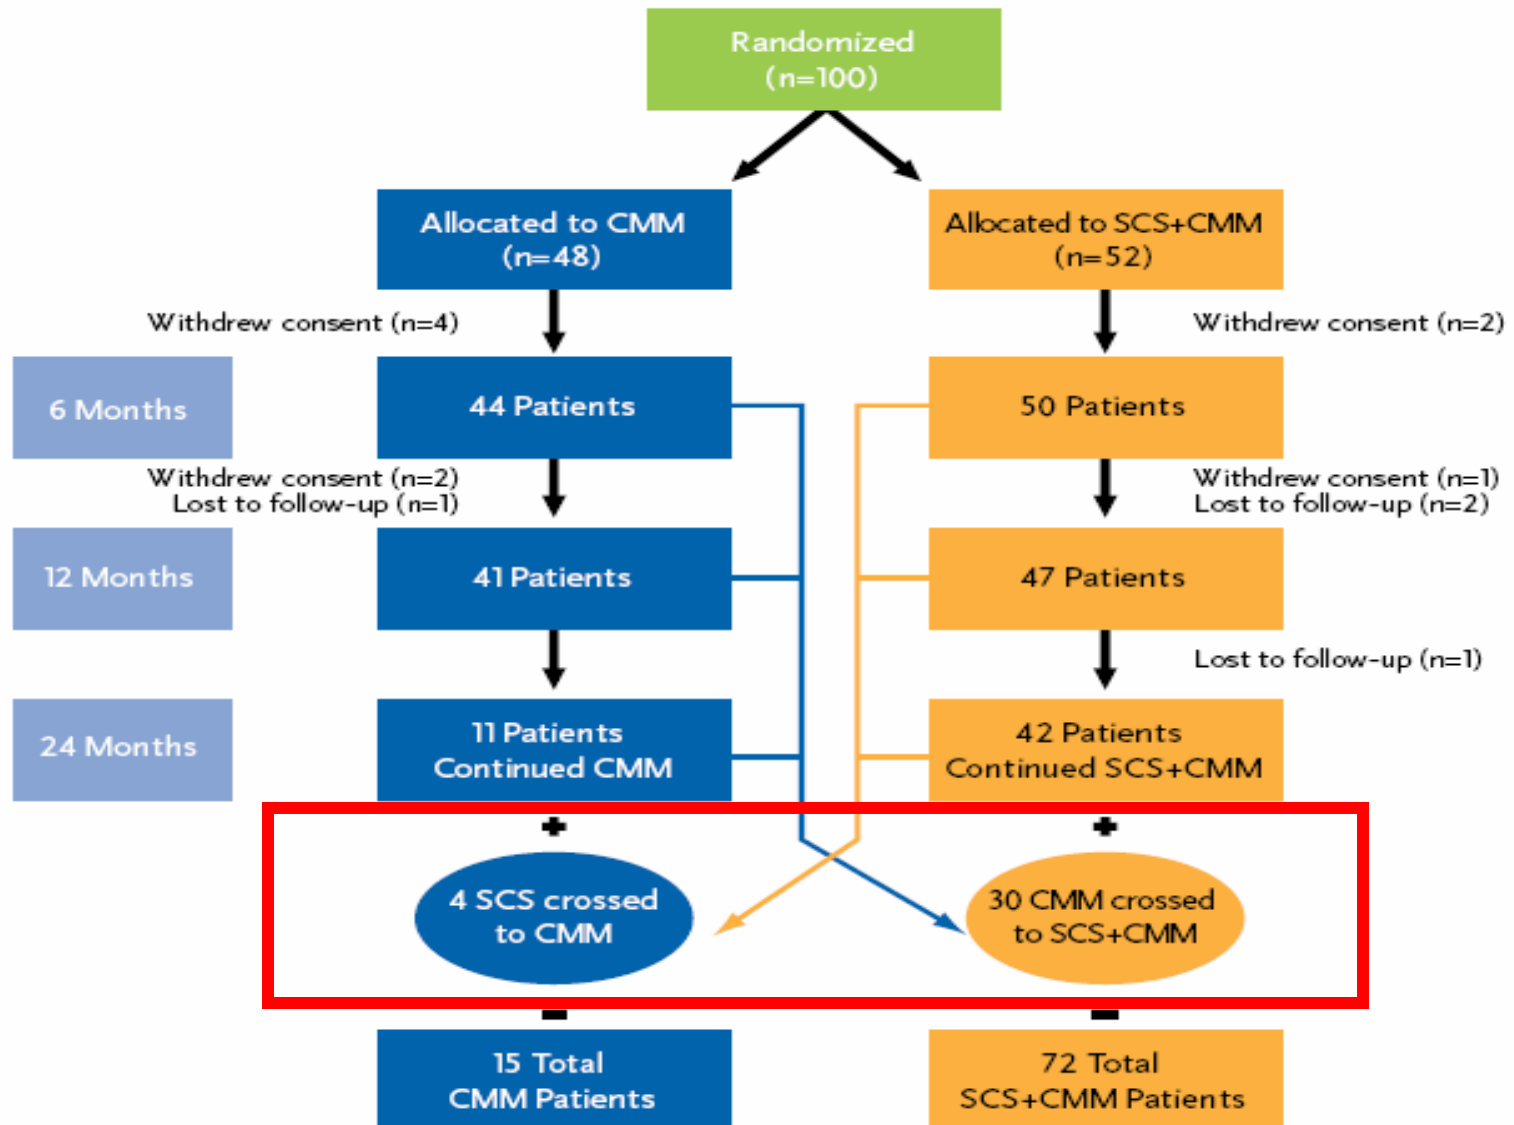 Randomized
(n=100)
Allocated to CMM
(n=48)
Allocated to SCS+CMM
(n=52)
Withdrew consent (n=4)
Withdrew consent (n=2)
6 Months
44 Patients
50 Patients
Withdrew consent (n=2)
Lost to follow-up (n=1)
Withdrew consent (n=1)
Lost to follow-up (n=2)
12 Months
41 Patients
47 Patients
Lost to follow-up (n=1)
24 Months
11 Patients
Continued CMM
42 Patients
Continued SCS+CMM
+
+
4 SCS crossed
to CMM
30 CMM crossed
to SCS+CMM
15 Total
CMM Patients
72 Total
SCS+CMM Patients